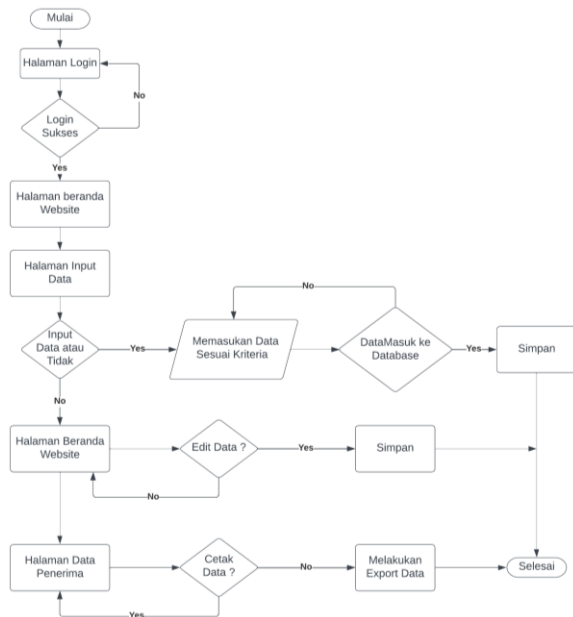 Mulai
Halaman Login
No
Login
Sukses
Yes
Halaman beranda
Website
Halaman Input
Data
No
Input
Data atau
Tidak
Yes
Memasukan Data
Sesuai Kriteria
DataMasuk ke
Database
Yes
Simpan
No
Halaman Beranda
Website
Edit Data ?
Yes
Simpan
No
Halaman Data
Penerima
Cetak
Data ?
No
Melakukan
Export Data
Selesai
Yes